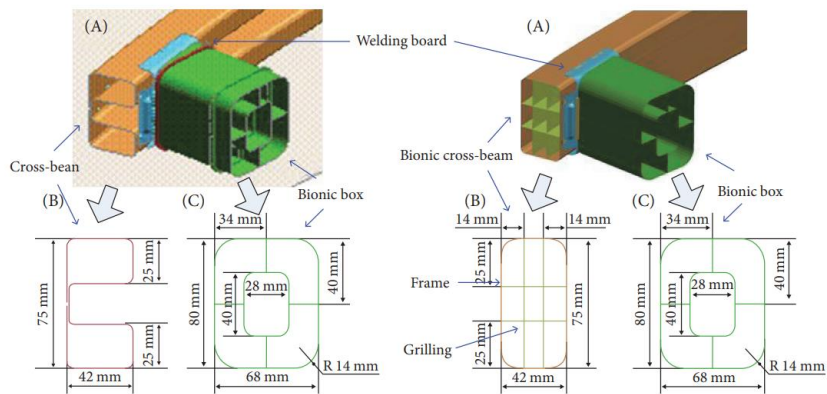 (A)
Welding board
(A)
Cross-bean
Bionic cross-beam
(B)
(C)
Bionic box
(B)
(C)
Bionic box
34 mm
14 mm
14 mm
34 mm
75 mm
25 mm
25 mm
42 mm
80 mm
40 mm
28 mm
40 mm
R 14 mm
68 mm
Frame
Grilling
25 mm
25 mm
75 mm
42 mm
80 mm
40 mm
28 mm
40 mm
R 14 mm
68 mm